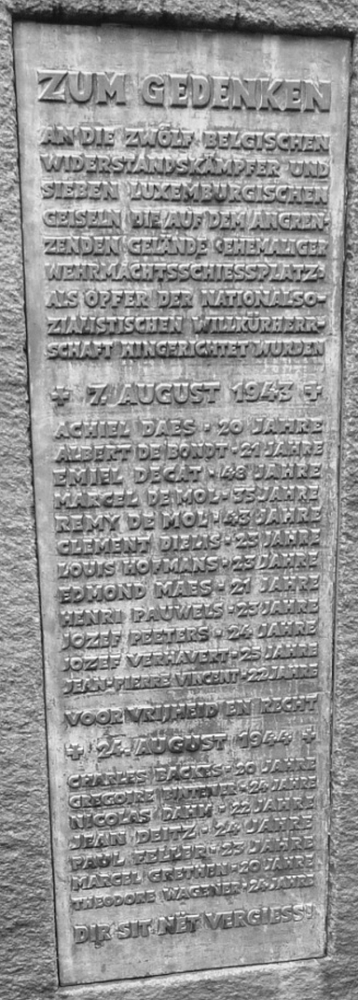 ZUM GEDENKEN
AN DIE ZWÖLF BELGISCHEN
WIDERSTANDSKÄMPFER UND
SIEBEN LUXEMBURGISCHEN
GEISELN DIE AUF DEM ANGREN-
ZENDEN GELÄNDE (EHEMALIGER
WEHRMACHTSSCHIESSPLATZ)
ALS OPFER DER NATIONALSO-
ZIALISTISCHEN WILLKÜRHERR-
SCHAFT HINGERICHTET WURDEN
+ 7. AUGUST 1943 +
ACHIEL DAES · 20 JAHRE
ALBERT DE BONDT · 21 JAHRE
EMIEL DECAT · 48 JAHRE
MARCEL DE MOL · 35 JAHRE
REMY DE MOL · 43 JAHRE
CLEMENT DIELIS · 23 JAHRE
LOUIS HOFMANS · 23 JAHRE
EDMOND MAES · 21 JAHRE
HENRI PAUWELS · 23 JAHRE
JOZEF PEETERS · 24 JAHRE
JOZEF VERHAVERT · 25 JAHRE
JEAN-PIERRE VINCENT · 22 JAHRE
VOOR VRIJHEID EN RECHT
+ 24. AUGUST 1944 +
CHARLES BACKES · 20 JAHRE
GREGOIRE BINTENER · 24 JAHRE
NICOLAS DAHM · 22 JAHRE
JEAN DEITZ · 24 JAHRE
PAUL FELLER · 23 JAHRE
MARCEL GRETHEN · 20 JAHRE
THEODORE WAGENER · 24 JAHRE
DIR SIT NËT VERGIESS!